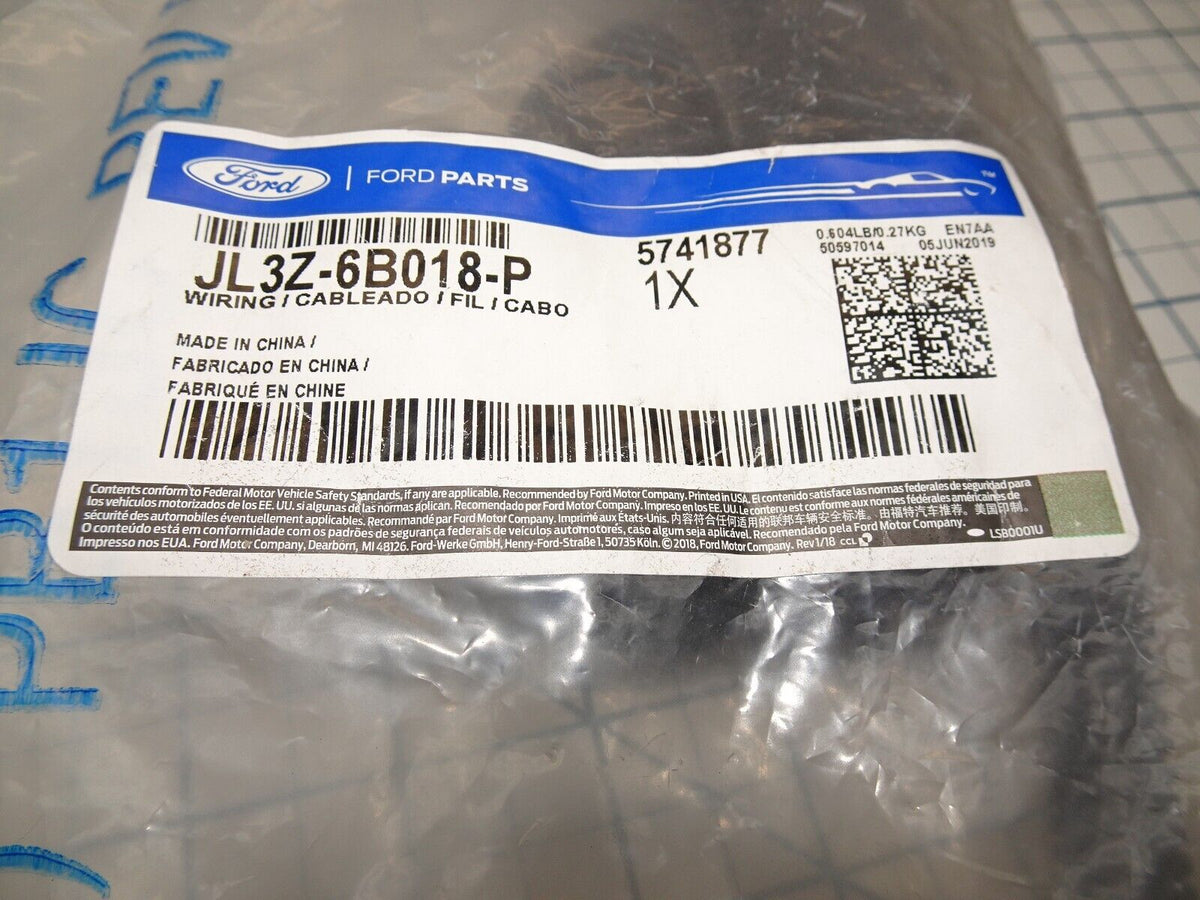 Ford | FORD PARTS
JL3Z-6B018-P
WIRING / CABLEADO / FIL / CABO
5741877
1X
0.604LB/0.27KG EN7AA
50597014 05JUN2019
MADE IN CHINA /
FABRICADO EN CHINA /
FABRIQUÉ EN CHINE
Contents conform to Federal Motor Vehicle Safety Standards, if any are applicable. Recommended by Ford Motor Company. Printed in USA. El contenido satisface las normas federales de seguridad para
los vehículos motorizados de los EE. UU. si algunas de las normas aplican. Recomendado por Ford Motor Company. Impreso en los EE. UU. Le contenu est conforme aux normes fédérales américaines de
sécurité des automobiles éventuellement applicables. Recommandé par Ford Motor Company. Imprimé aux États-Unis. 内容符合任何适用的联邦车辆安全标准。由福特汽车推荐。美国印制。
O conteúdo está em conformidade com os padrões de segurança federais de veículos automotores, caso algum seja aplicável. Recomendado pela Ford Motor Company.
Impresso nos EUA. Ford Motor Company, Dearborn, MI 48126. Ford-Werke GmbH, Henry-Ford-Straße 1, 50735 Köln. © 2018, Ford Motor Company. Rev 1/18 CCL
LSB0001U